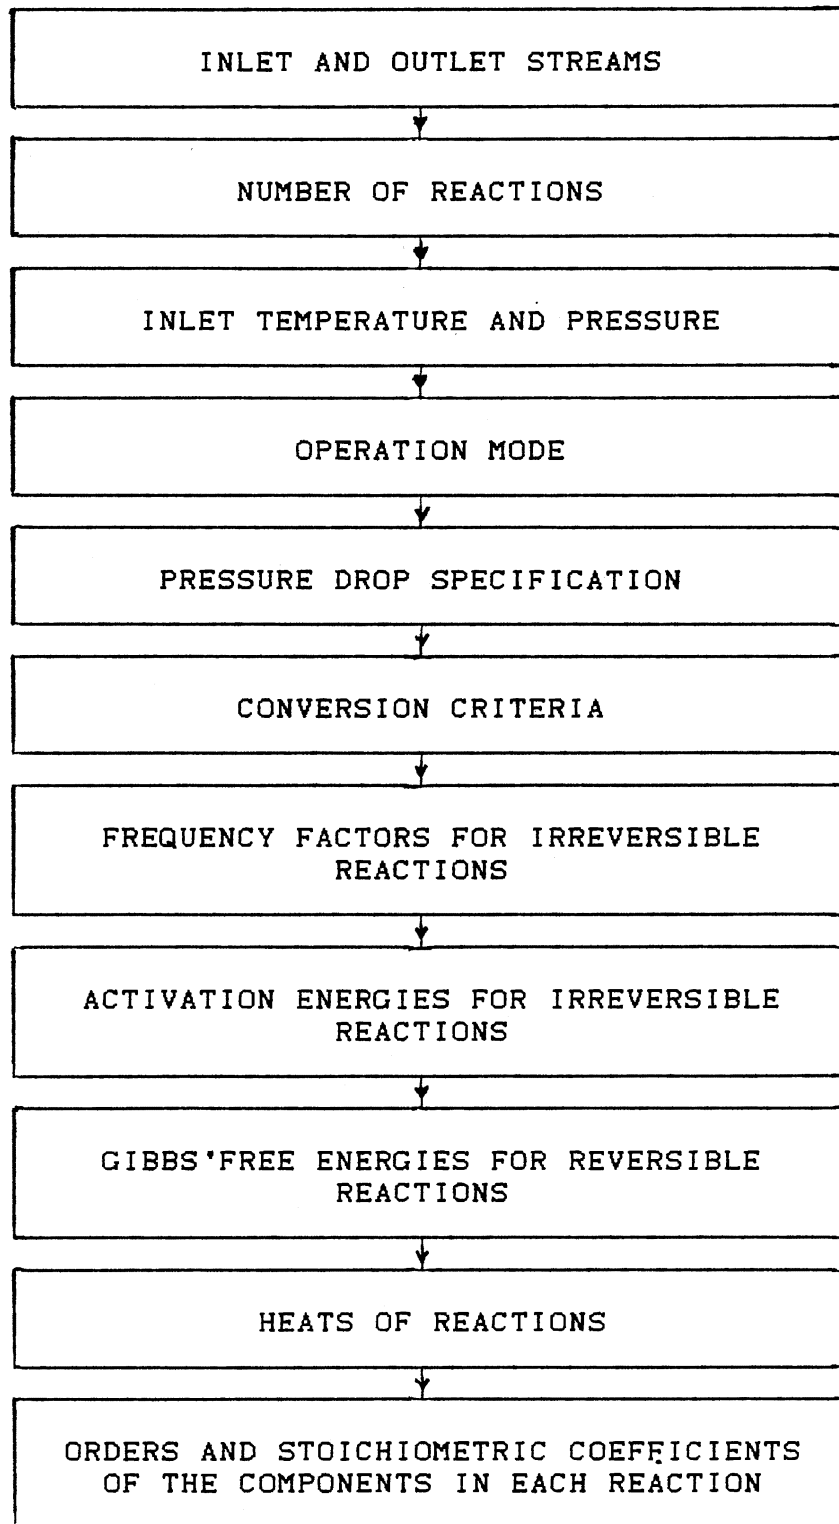 INLET AND OUTLET STREAMS
NUMBER OF REACTIONS
INLET TEMPERATURE AND PRESSURE
OPERATION MODE
PRESSURE DROP SPECIFICATION
CONVERSION CRITERIA
FREQUENCY FACTORS FOR IRREVERSIBLE
REACTIONS
ACTIVATION ENERGIES FOR IRREVERSIBLE
REACTIONS
GIBBS'FREE ENERGIES FOR REVERSIBLE
REACTIONS
HEATS OF REACTIONS
ORDERS AND STOICHIOMETRIC COEFFICIENTS
OF THE COMPONENTS IN EACH REACTION